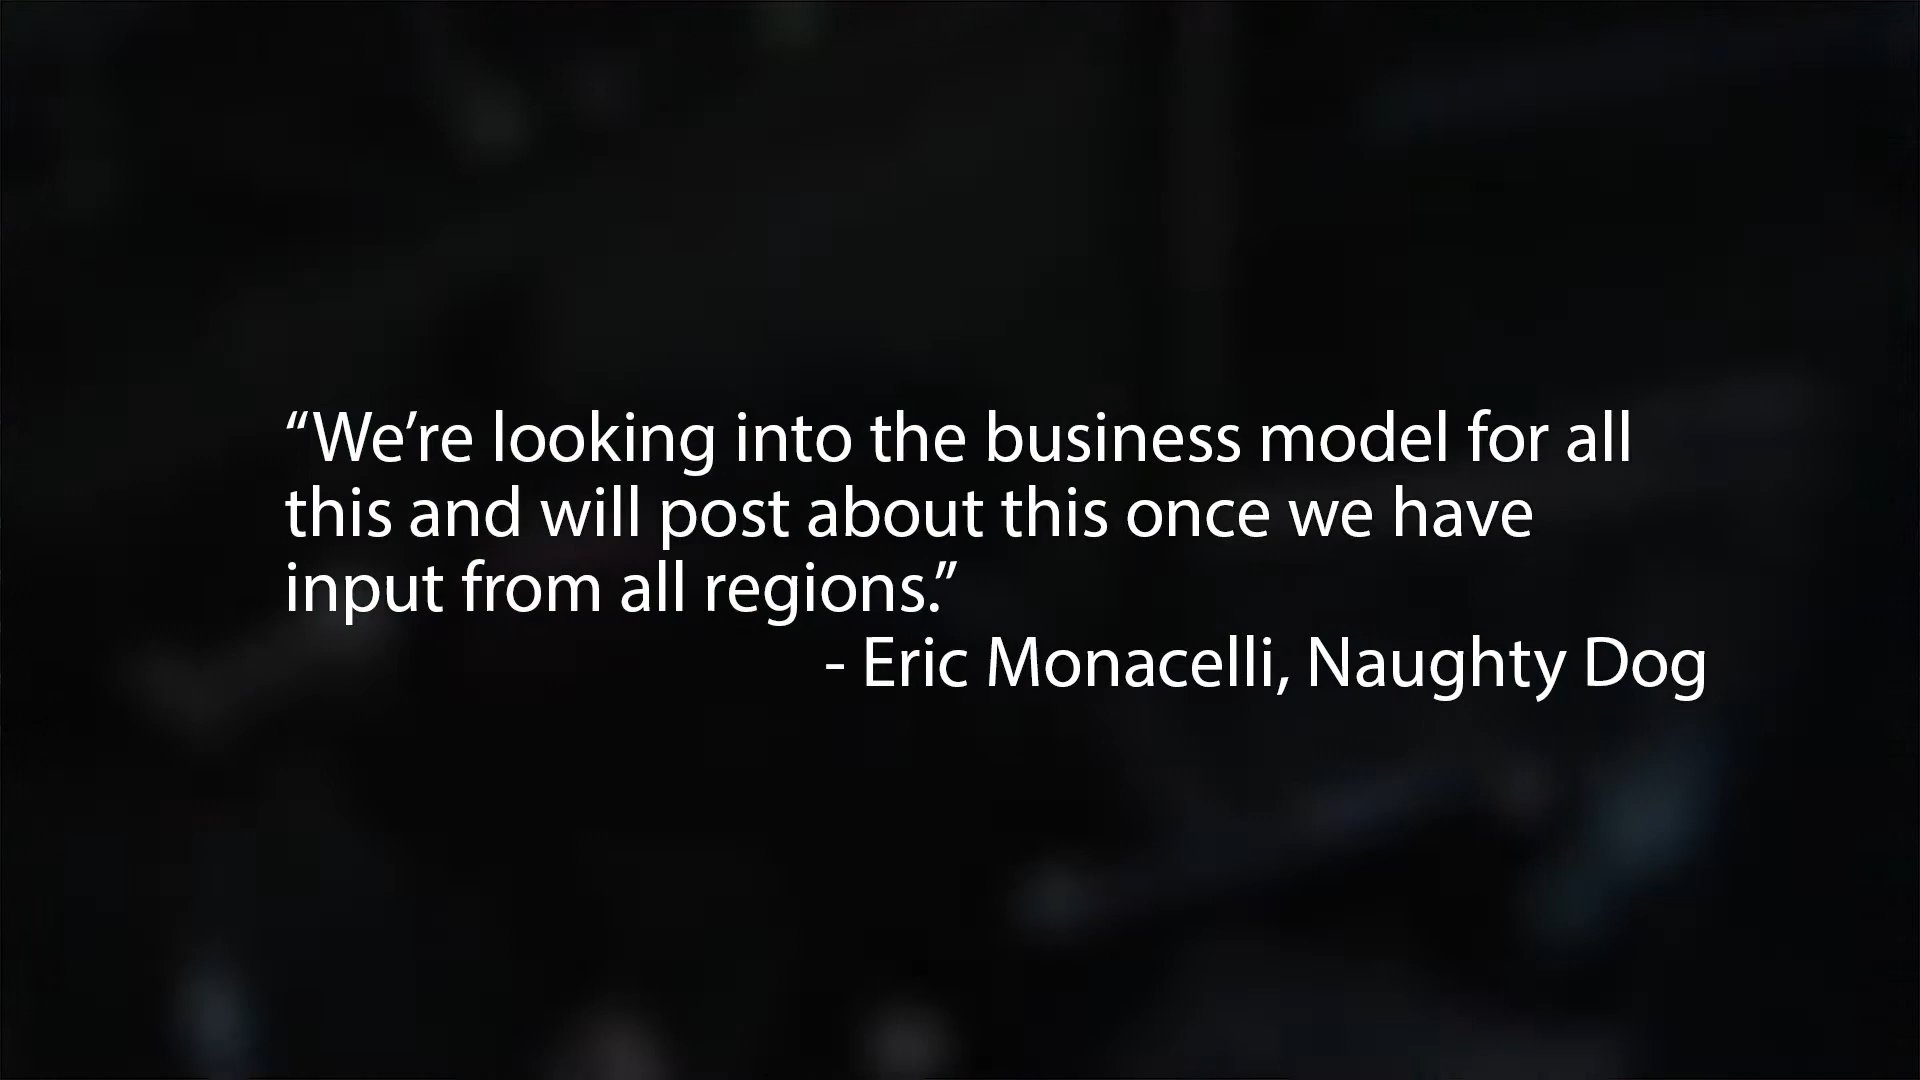 “We’re looking into the business model for all
this and will post about this once we have
input from all regions.”
- Eric Monacelli, Naughty Dog